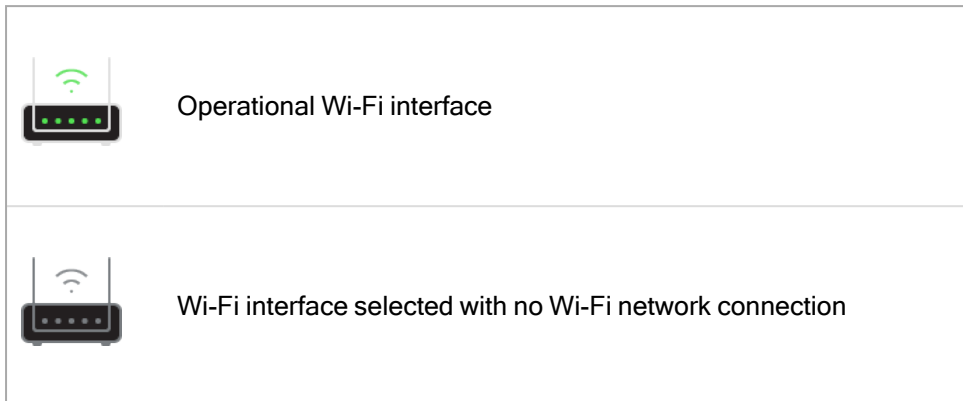 Operational Wi-Fi interface
Wi-Fi interface selected with no Wi-Fi network connection